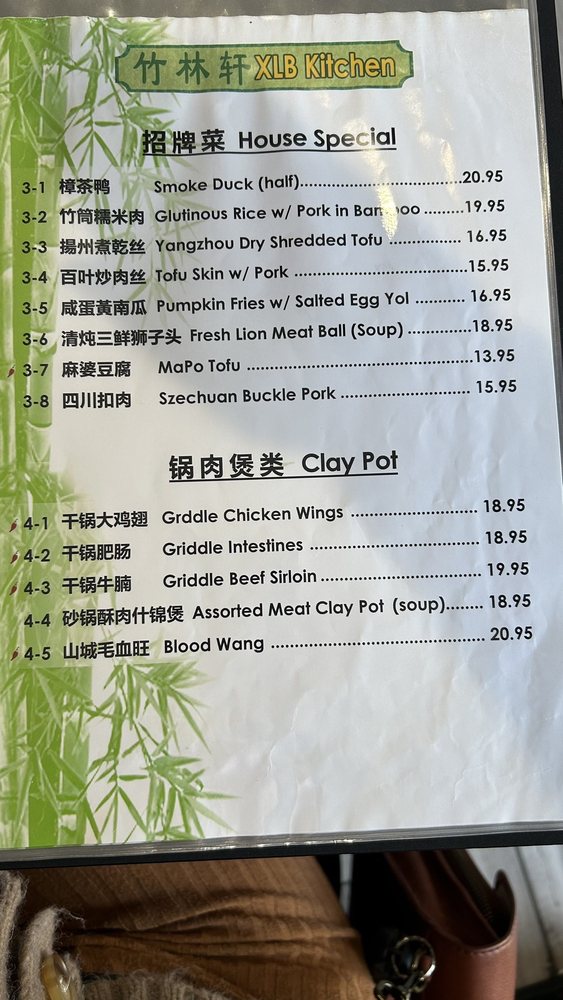 竹林轩 XLB Kitchen
招牌菜 House Special
3-1 樟茶鸭 Smoke Duck (half)..................................20.95
3-2 竹筒糯米肉 Glutinous Rice w/ Pork in ........19.95
3-3 揚州煮乾丝 Yangzhou Dry Shredded Tofu ................ 16.95
3-4 百叶炒肉丝 Tofu Skin w/ Pork ......................................15.95
3-5 咸蛋黃南瓜 Pumpkin Fries w/ Salted Egg Yol ........... 16.95
3-6 清炖三鲜狮子头 Fresh Lion Meat Ball (Soup) ..............18.95
3-7 麻婆豆腐 MaPo Tofu ..................................................13.95
3-8 四川扣肉 Szechuan Buckle Pork ............................ 15.95
锅肉煲类 Clay Pot
4-1 干锅大鸡翅 Grddle Chicken Wings ............................ 18.95
4-2 干锅肥肠 Griddle Intestines ..................................... 18.95
4-3 干锅牛腩 Griddle Beef Sirloin ................................... 19.95
4-4 砂锅酥肉什锦煲 Assorted Meat Clay Pot (soup)........ 18.95
4-5 山城毛血旺 Blood Wang .............................................. 20.95